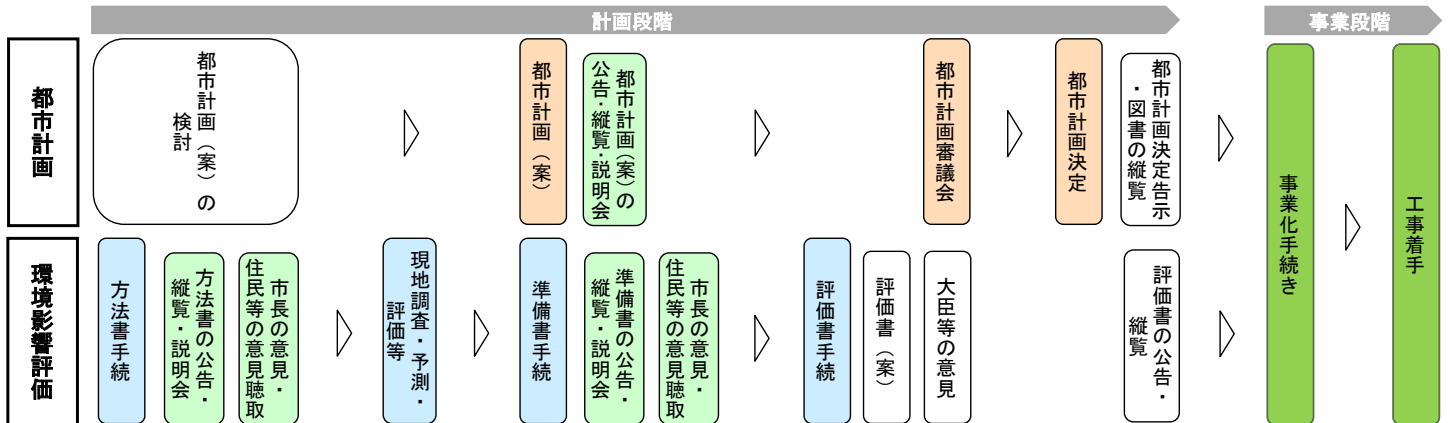 計画段階
事業段階
都市計画
都市計画（案）の
検討
都市計画（案）
都市計画（案）の
公告・縦覧・説明会
都市計画審議会
都市計画決定
都市計画決定告示
・図書の縦覧
事業化手続き
工事着手
環境影響評価
方法書手続
方法書の公告・
縦覧・説明会
市長の意見・
住民等の意見聴取
現地調査・予測・
評価等
準備書手続
準備書の公告・
縦覧・説明会
市長の意見・
住民等の意見聴取
評価書手続
評価書（案）
大臣等の意見
評価書の公告・
縦覧